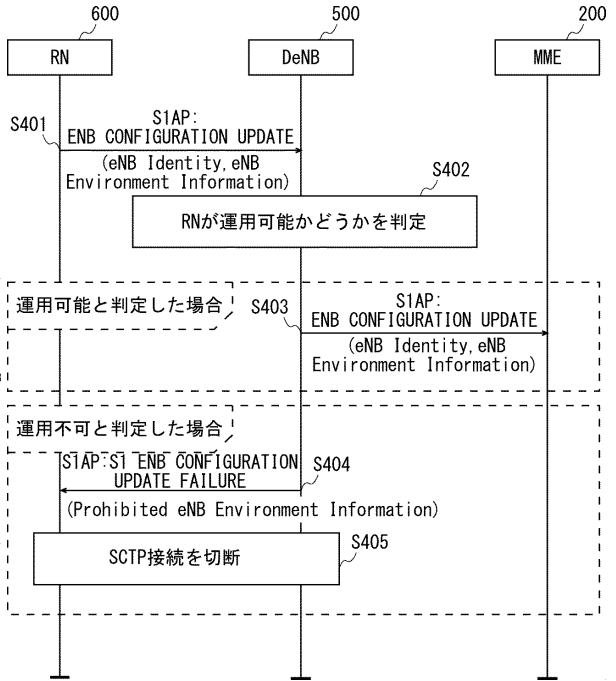 600
500
200
RN
DeNB
MME
S401
S1AP:
ENB CONFIGURATION UPDATE
(eNB Identity,eNB
Environment Information)
S402
RNが運用可能かどうかを判定
運用可能と判定した場合
S403
S1AP:
ENB CONFIGURATION UPDATE
(eNB Identity,eNB
Environment Information)
運用不可と判定した場合
S1AP:S1 ENB CONFIGURATION
UPDATE FAILURE
S404
(Prohibited eNB Environment Information)
SCTP接続を切断
S405